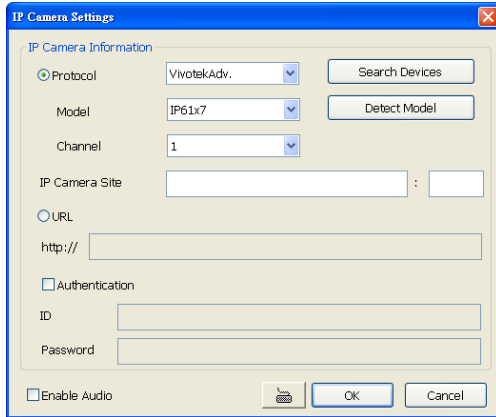 IP Camera Settings
IP Camera Information
Protocol VivotekAdv. Search Devices
Model IP61x7 Detect Model
Channel 1
IP Camera Site :
URL
http://
Authentication
ID
Password
Enable Audio OK Cancel